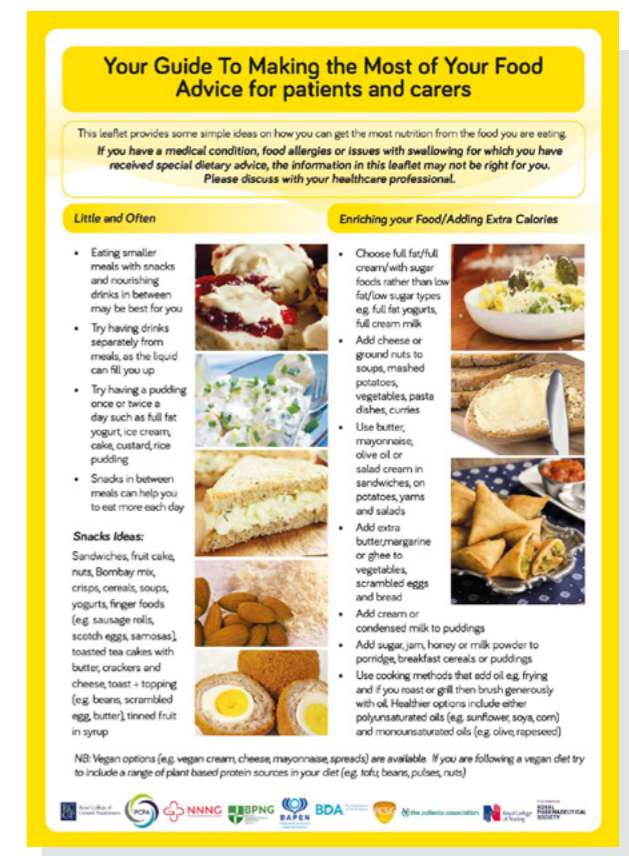 Your Guide To Making the Most of Your Food
Advice for patients and carers
This leaflet provides some simple ideas on how you can get the most nutrition from the food you are eating.
If you have a medical condition, food allergies or issues with swallowing for which you have
received special dietary advice, the information in this leaflet may not be right for you.
Please discuss with your healthcare professional.
Little and Often
• Eating smaller
meals with snacks
and nourishing
drinks in between
may be best for you
• Try having drinks
separately from
meals, as the liquid
can fill you up
• Try having a pudding
once or twice a
day such as full fat
yogurt, ice cream,
cake, custard, rice
pudding
• Snacks in between
meals can help you
to eat more each day
Snacks Ideas:
Sandwiches, fruit cake,
nuts, Bombay mix,
crisps, cereals, soups,
yogurts, finger foods
(e.g. sausage rolls,
scotch eggs, samosas),
toasted tea cakes with
butter, crackers and
cheese, toast + topping
(e.g. beans, scrambled
egg, butter), tinned fruit
in syrup
Enriching your Food/Adding Extra Calories
• Choose full fat/full
cream/with sugar
foods rather than low
fat/low sugar types
e.g. full fat yogurts,
full cream milk
• Add cheese or
ground nuts to
soups, mashed
potatoes,
vegetables, pasta
dishes, curries
• Use butter,
mayonnaise,
olive oil or
salad cream in
sandwiches, on
potatoes, yams
and salads
• Add extra
butter,margarine
or ghee to
vegetables,
scrambled eggs
and bread
• Add cream or
condensed milk to puddings
• Add sugar, jam, honey or milk powder to
porridge, breakfast cereals or puddings
• Use cooking methods that add oil e.g. frying
and if you roast or grill then brush generously
with oil. Healthier options include either
polyunsaturated oils (e.g. sunflower, soya, corn)
and monounsaturated oils (e.g. olive, rapeseed)
NB: Vegan options (e.g. vegan cream, cheese, mayonnaise, spreads) are available. If you are following a vegan diet try
to include a range of plant based protein sources in your diet (e.g. tofu, beans, pulses, nuts)
Royal College of
General Practitioners
PCPA
NNNG
BPNG
BAPEN
BDA
PCSG
the patients association
Royal College
of Nursing
ROYAL
PHARMACEUTICAL
SOCIETY